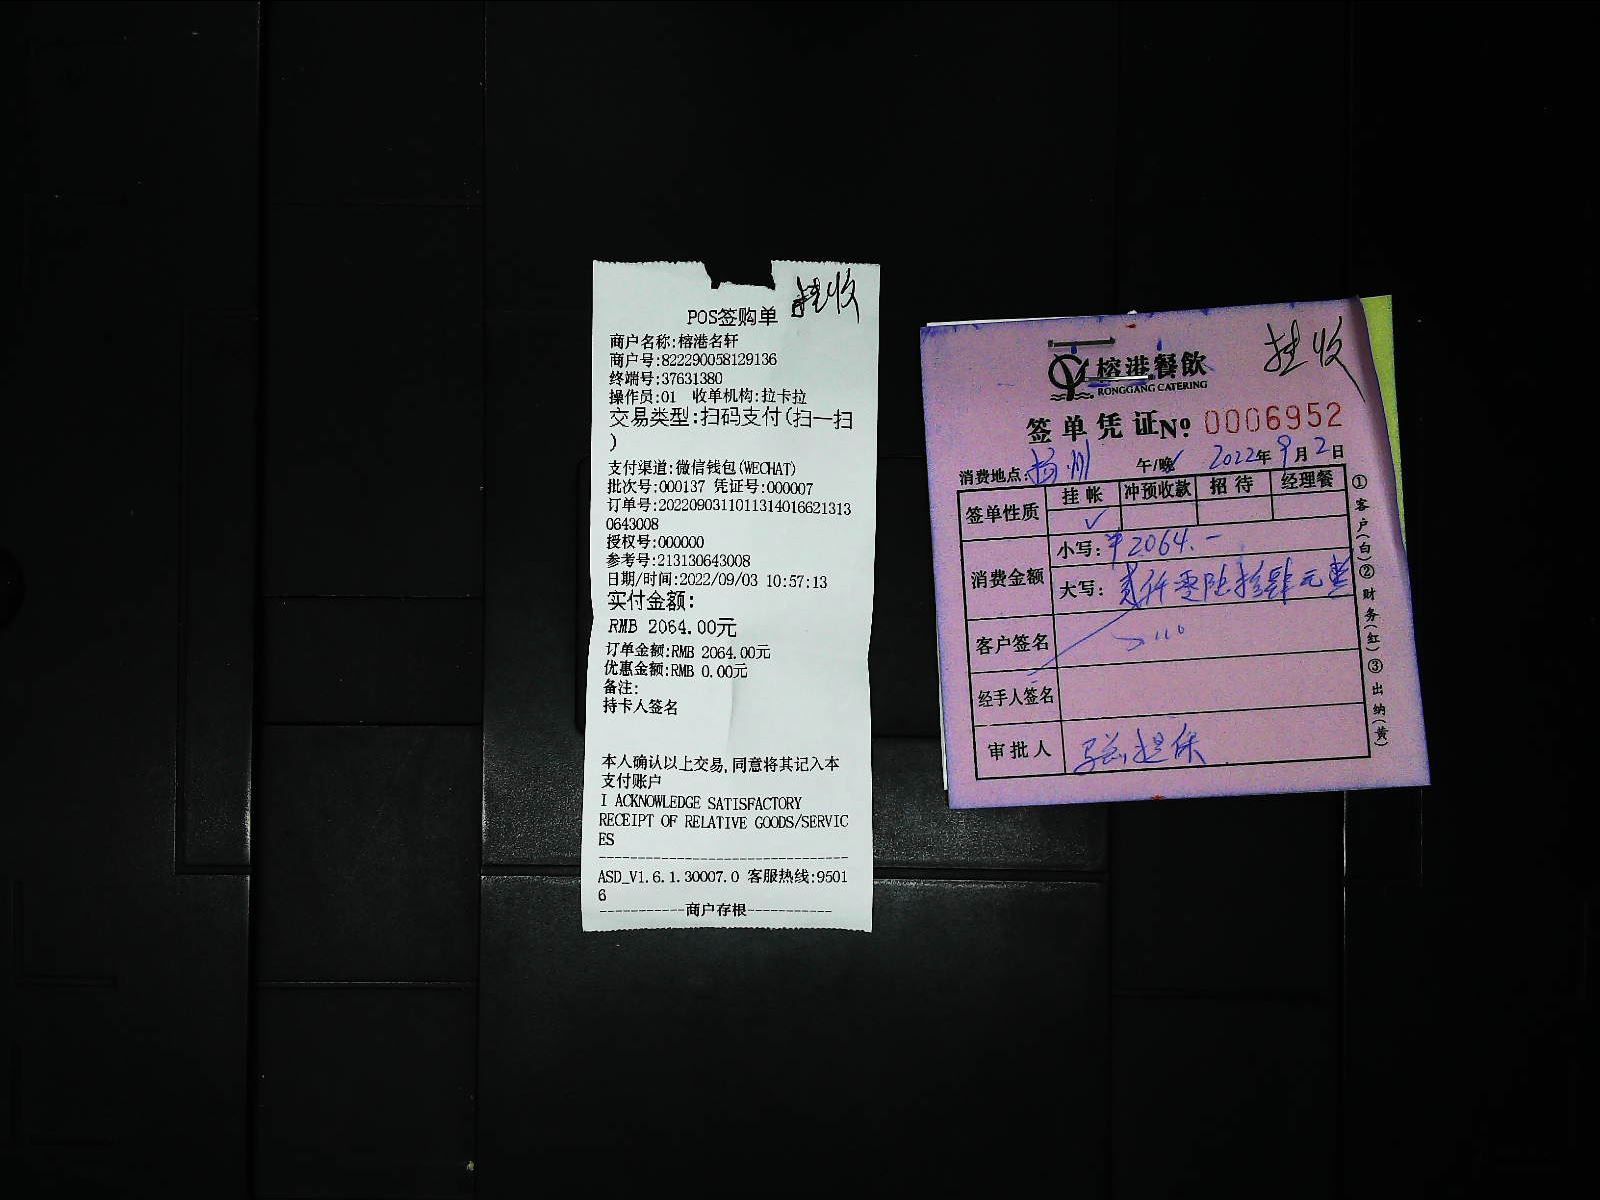 挂收
POS签购单
商户名称:榕港名轩
商户号:822290058129136
终端号:37631380
操作员:01 收单机构:拉卡拉
交易类型:扫码支付(扫一扫
)
支付渠道:微信钱包(WECHAT)
批次号:000137 凭证号:000007
订单号:20220903110113140166213​13
0643008
授权号:000000
参考号:213130643008
日期/时间:2022/09/03 10:57:13
实付金额:
RMB 2064.00元
订单金额:RMB 2064.00元
优惠金额:RMB 0.00元
备注:
持卡人签名
本人确认以上交易,同意将其记入本
支付账户
I ACKNOWLEDGE SATISFACTORY
RECEIPT OF RELATIVE GOODS/SERVIC
ES
ASD_V1.6.1.30007.0 客服热线:9501
6
-----------商户存根-----------
挂收
榕港餐飲
RONGGANG CATERING
签单凭证№ 0006952
消费地点:扬州 午/晚 2022年9月2日
签单性质 挂帐 冲预收款 招待 经理餐
✓
消费金额 小写:¥2064.-
大写:贰仟零陆拾肆元整
客户签名
经手人签名
审批人
①客户(白)②财务(红)③出纳(黄)